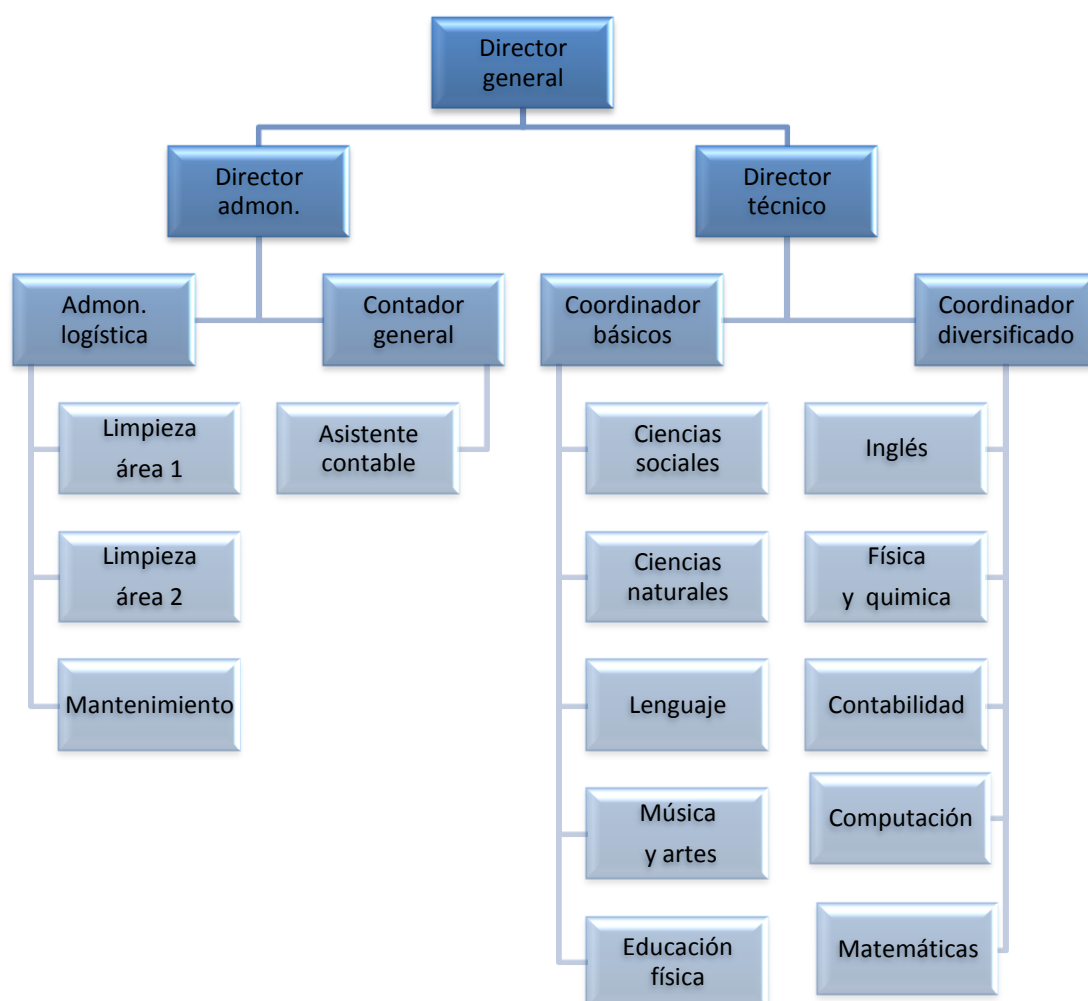 Director
general
Director
admon.
Director
técnico
Admon.
logística
Contador
general
Coordinador
básicos
Coordinador
diversificado
Limpieza
área 1
Asistente
contable
Ciencias
sociales
Inglés
Limpieza
área 2
Ciencias
naturales
Física
y quimica
Mantenimiento
Lenguaje
Contabilidad
Música
y artes
Computación
Educación
física
Matemáticas